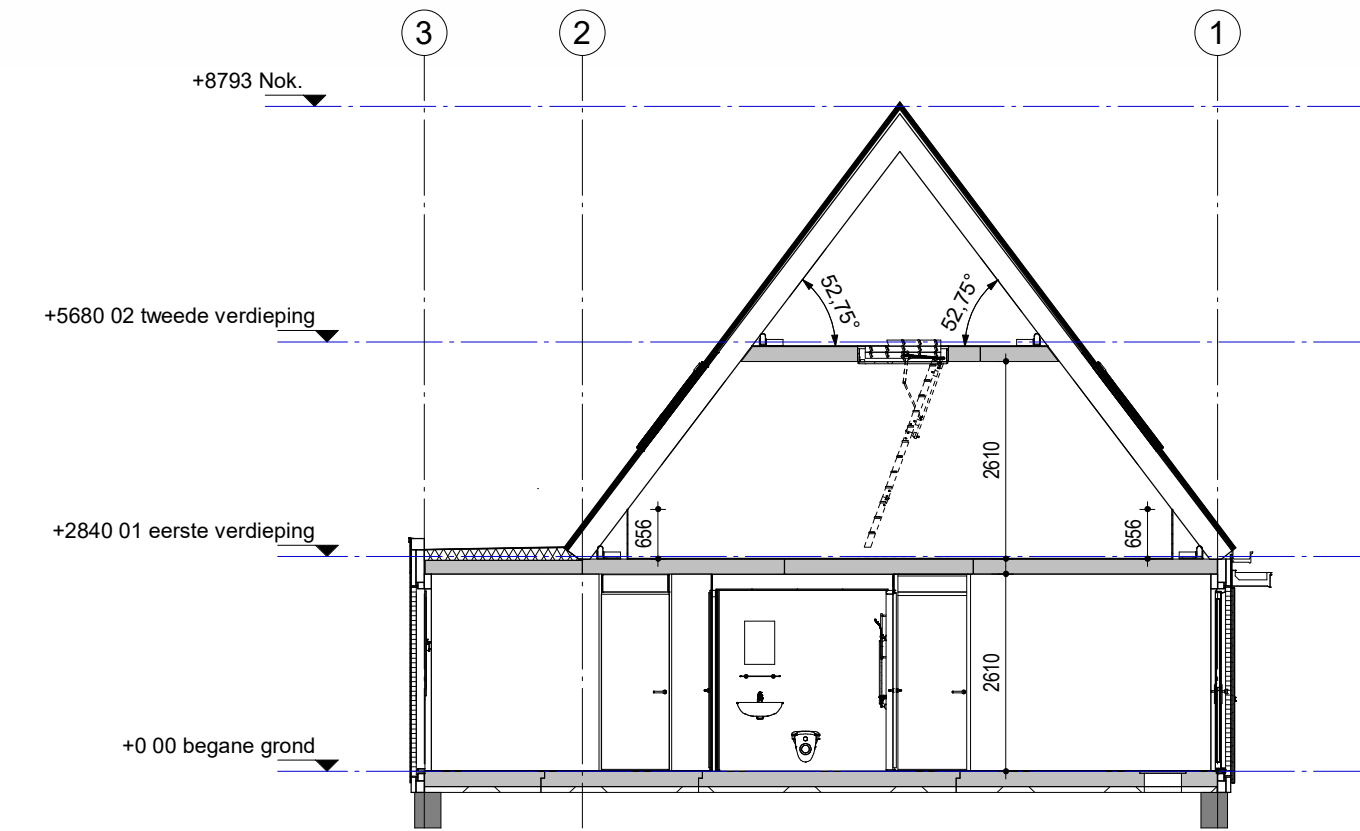 3
2
1
+8793 Nok.
52,75°
52,75°
+5680 02 tweede verdieping
2610
+2840 01 eerste verdieping
656
656
2610
+0 00 begane grond